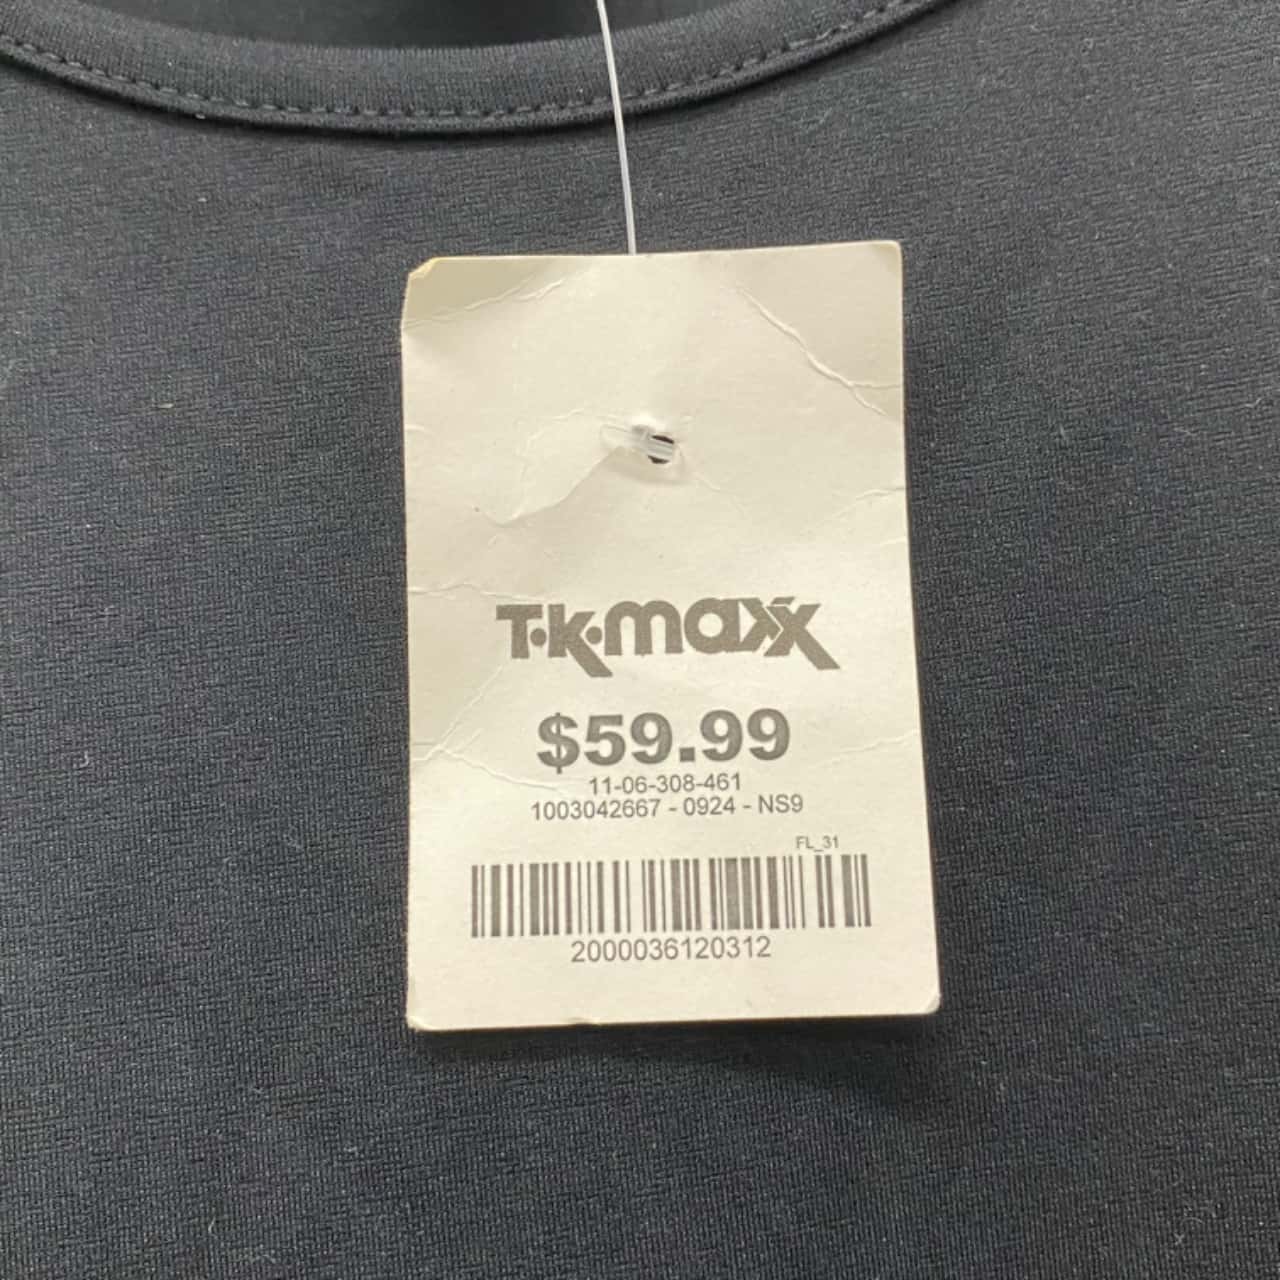 T.K.maxx
$59.99
11-06-308-461
1003042667 - 0924 - NS9
FL_31
2000036120312